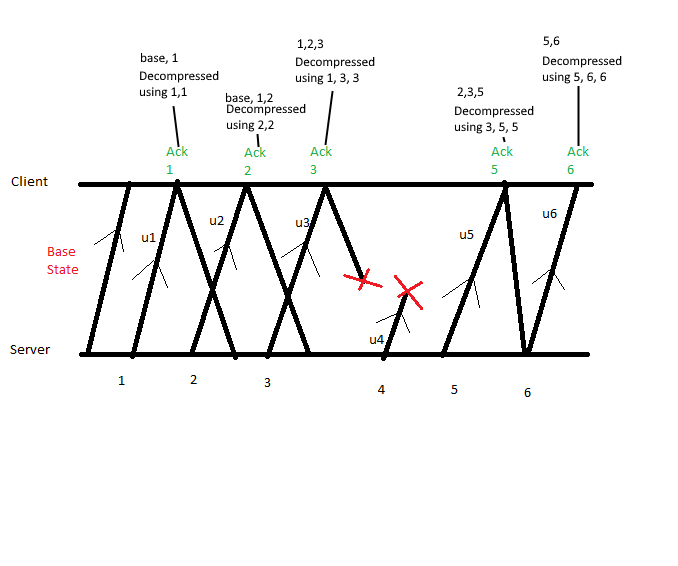 1,2,3
Decompressed
using 1, 3, 3
5,6
Decompressed
using 5, 6, 6
base, 1
Decompressed
using 1,1
base, 1,2
Decompressed
using 2,2
2,3,5
Decompressed
using 3, 5, 5
Ack
1
Ack
2
Ack
3
Ack
5
Ack
6
Client
Base
State
u1
u2
u3
u4
u5
u6
Server
1
2
3
4
5
6